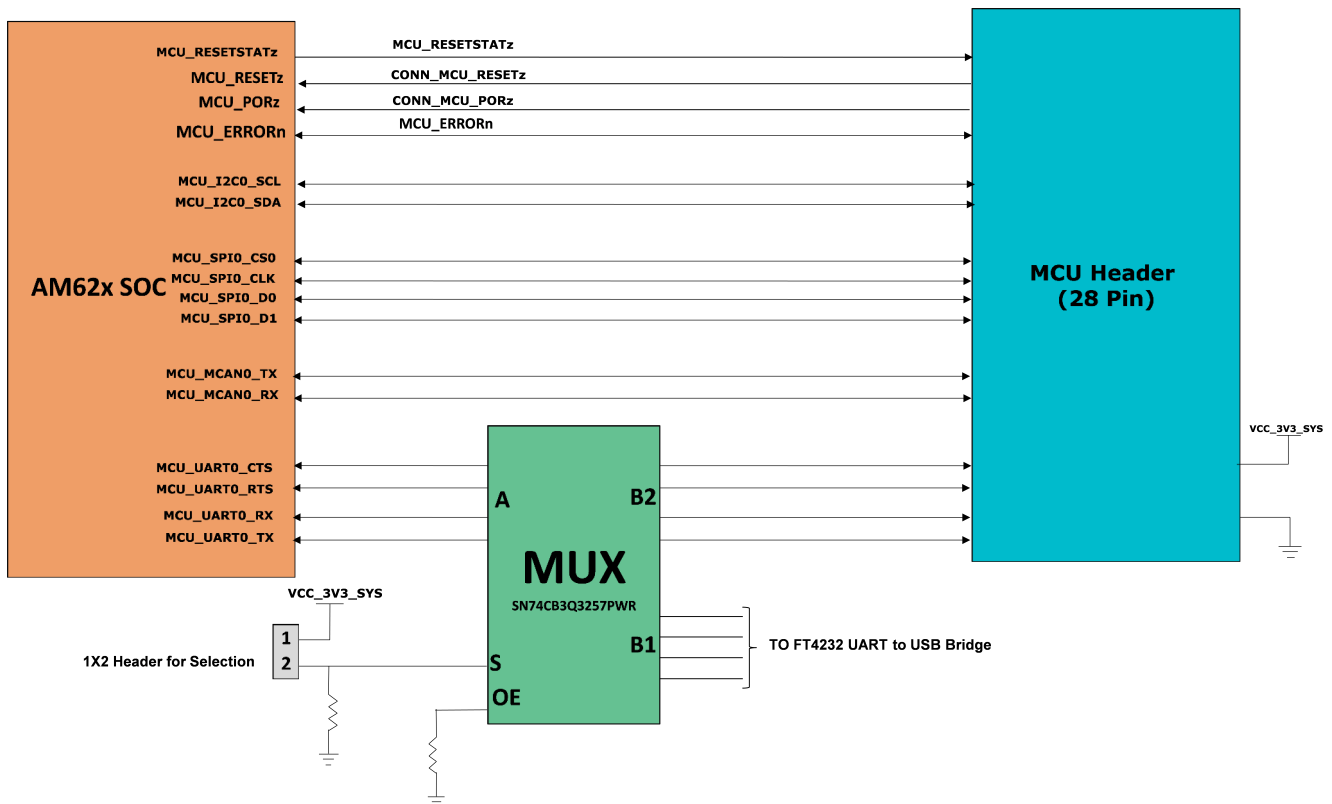 MCU_RESETSTATz
MCU_RESETSTATz
MCU_RESETz
CONN_MCU_RESETz
MCU_PORz
CONN_MCU_PORz
MCU_ERRORn
MCU_ERRORn
MCU_I2C0_SCL
MCU_I2C0_SDA
MCU_SPI0_CS0
AM62x SOC
MCU_SPI0_CLK
MCU_SPI0_D0
MCU_SPI0_D1
MCU Header
(28 Pin)
MCU_MCAN0_TX
MCU_MCAN0_RX
VCC_3V3_SYS
MCU_UART0_CTS
MCU_UART0_RTS
MCU_UART0_RX
MCU_UART0_TX
A
B2
MUX
SN74CB3Q3257PWR
B1
S
OE
TO FT4232 UART to USB Bridge
VCC_3V3_SYS
1
2
1X2 Header for Selection